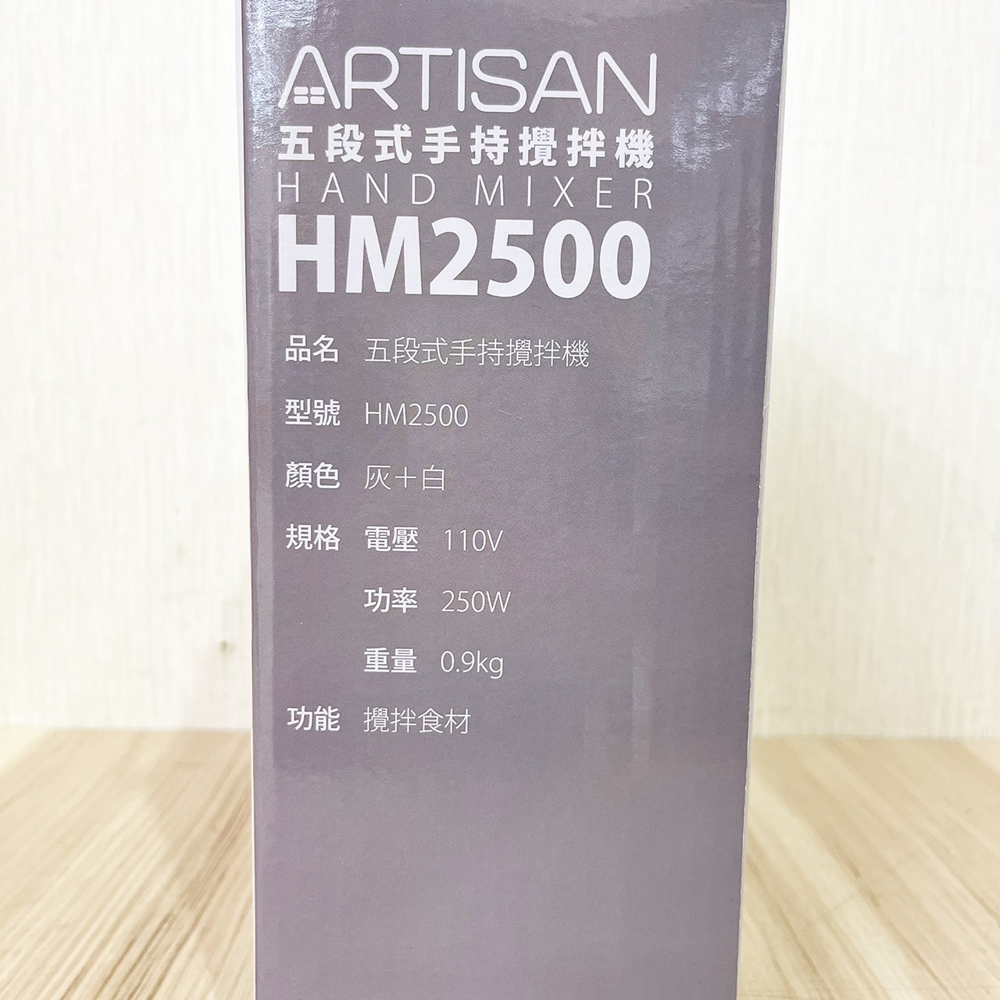 ARTISAN
五段式手持攪拌機
HAND MIXER
HM2500
品名 五段式手持攪拌機
型號 HM2500
顏色 灰+白
規格 電壓 110V
功率 250W
重量 0.9kg
功能 攪拌食材